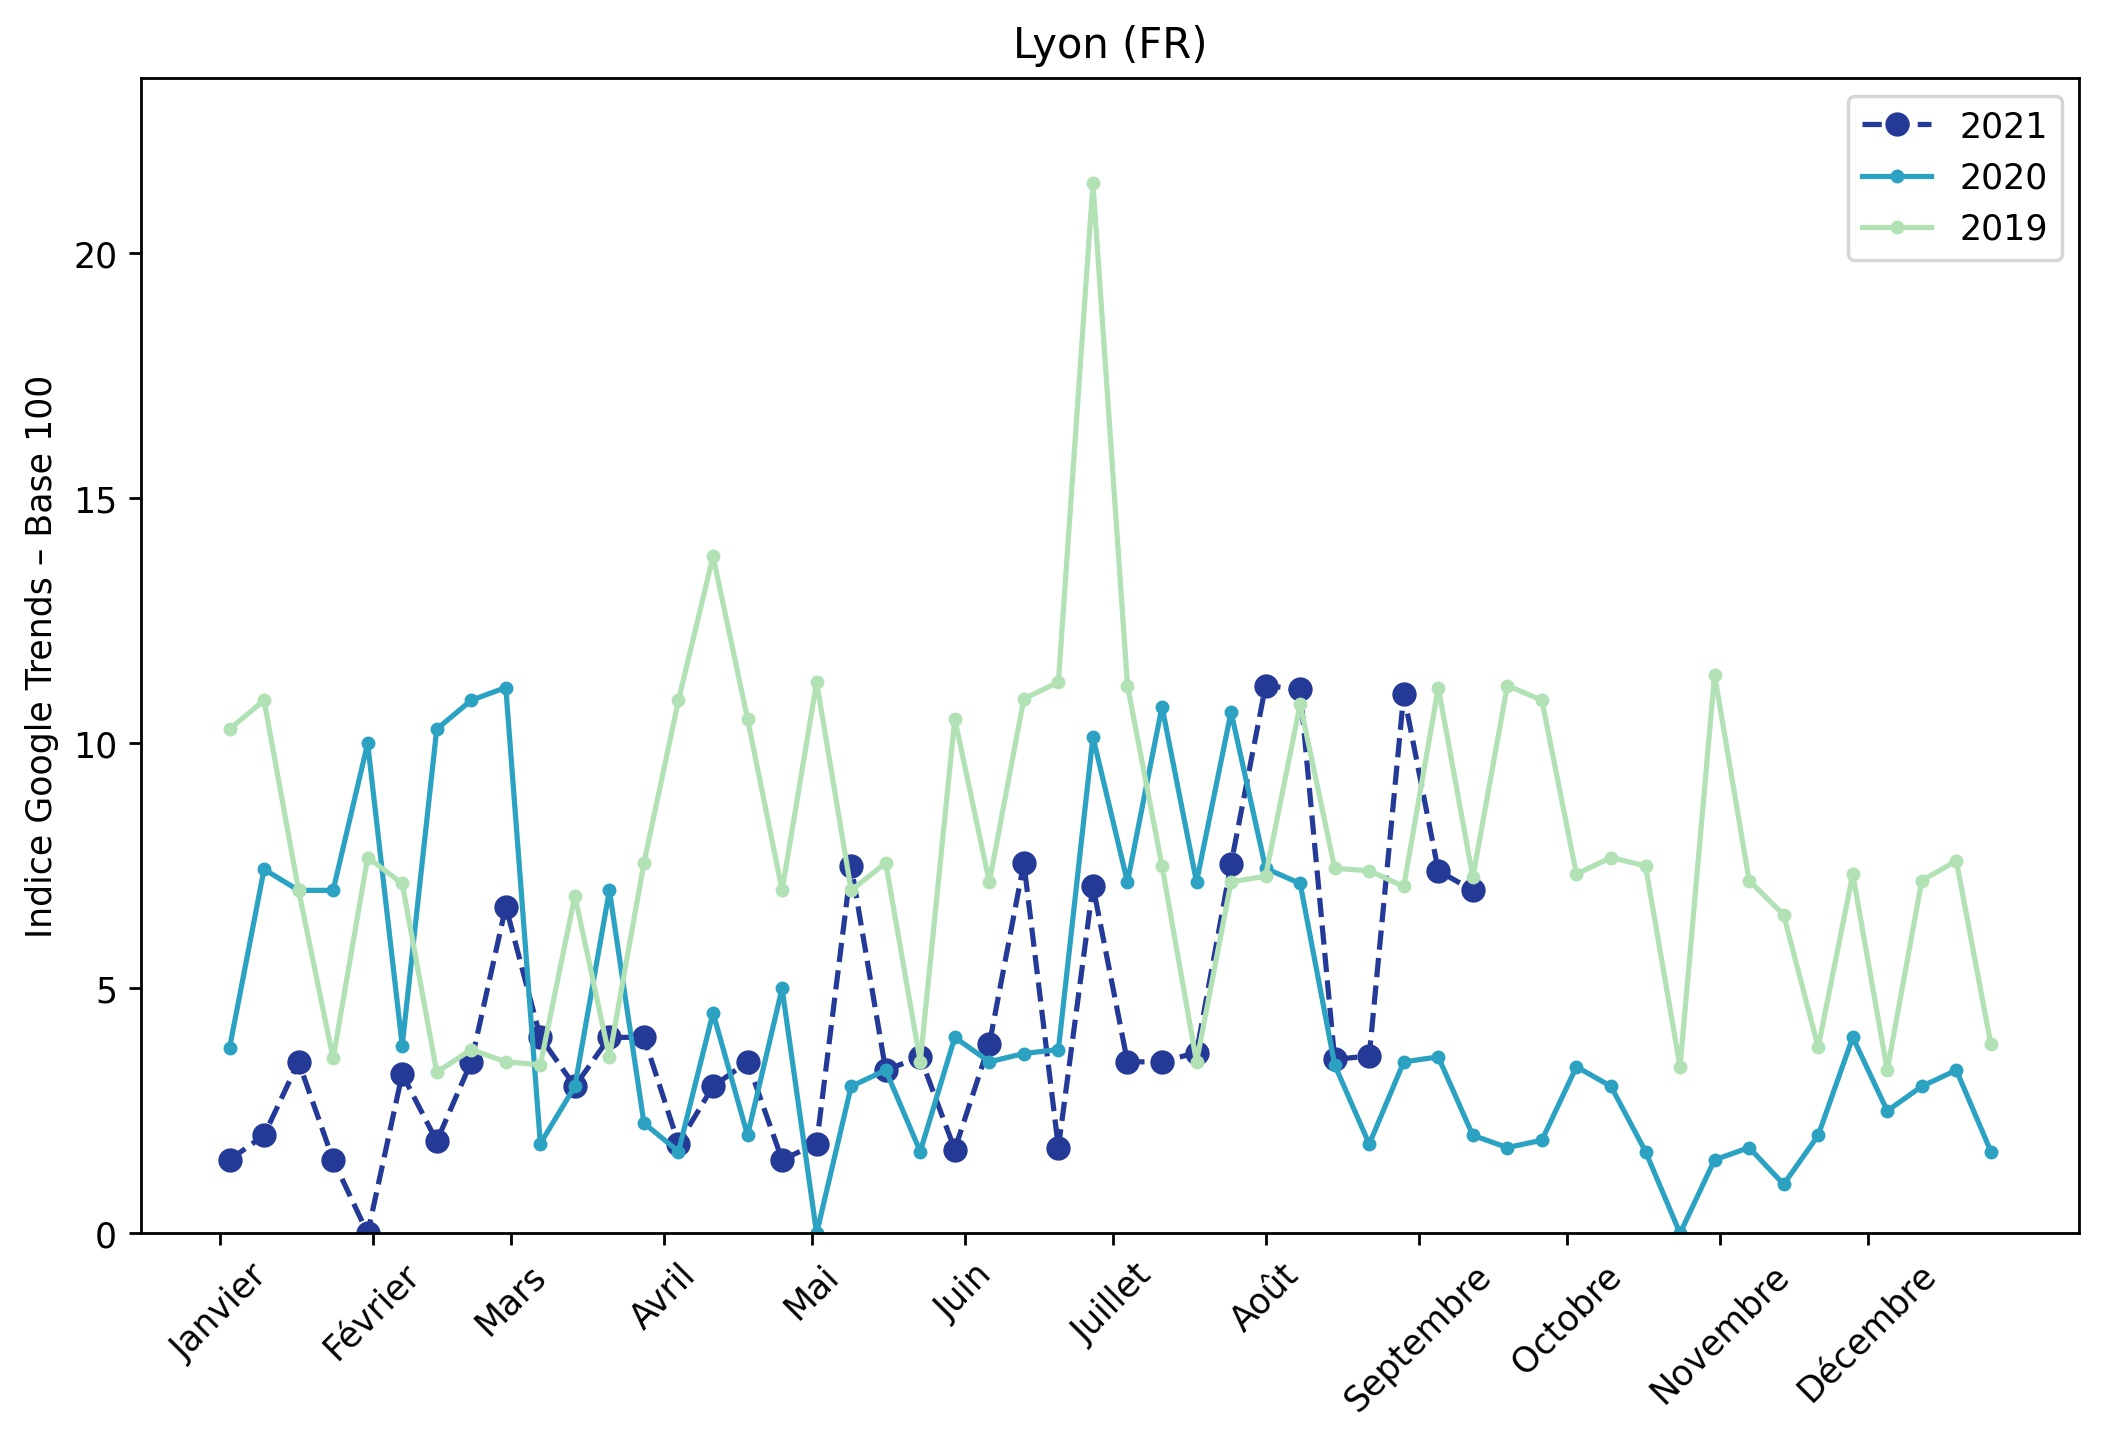 Lyon (FR)
2021
2020
2019
Indice Google Trends – Base 100
20
15
10
5
0
Janvier
Février
Mars
Avril
Mai
Juin
Juillet
Août
Septembre
Octobre
Novembre
Décembre